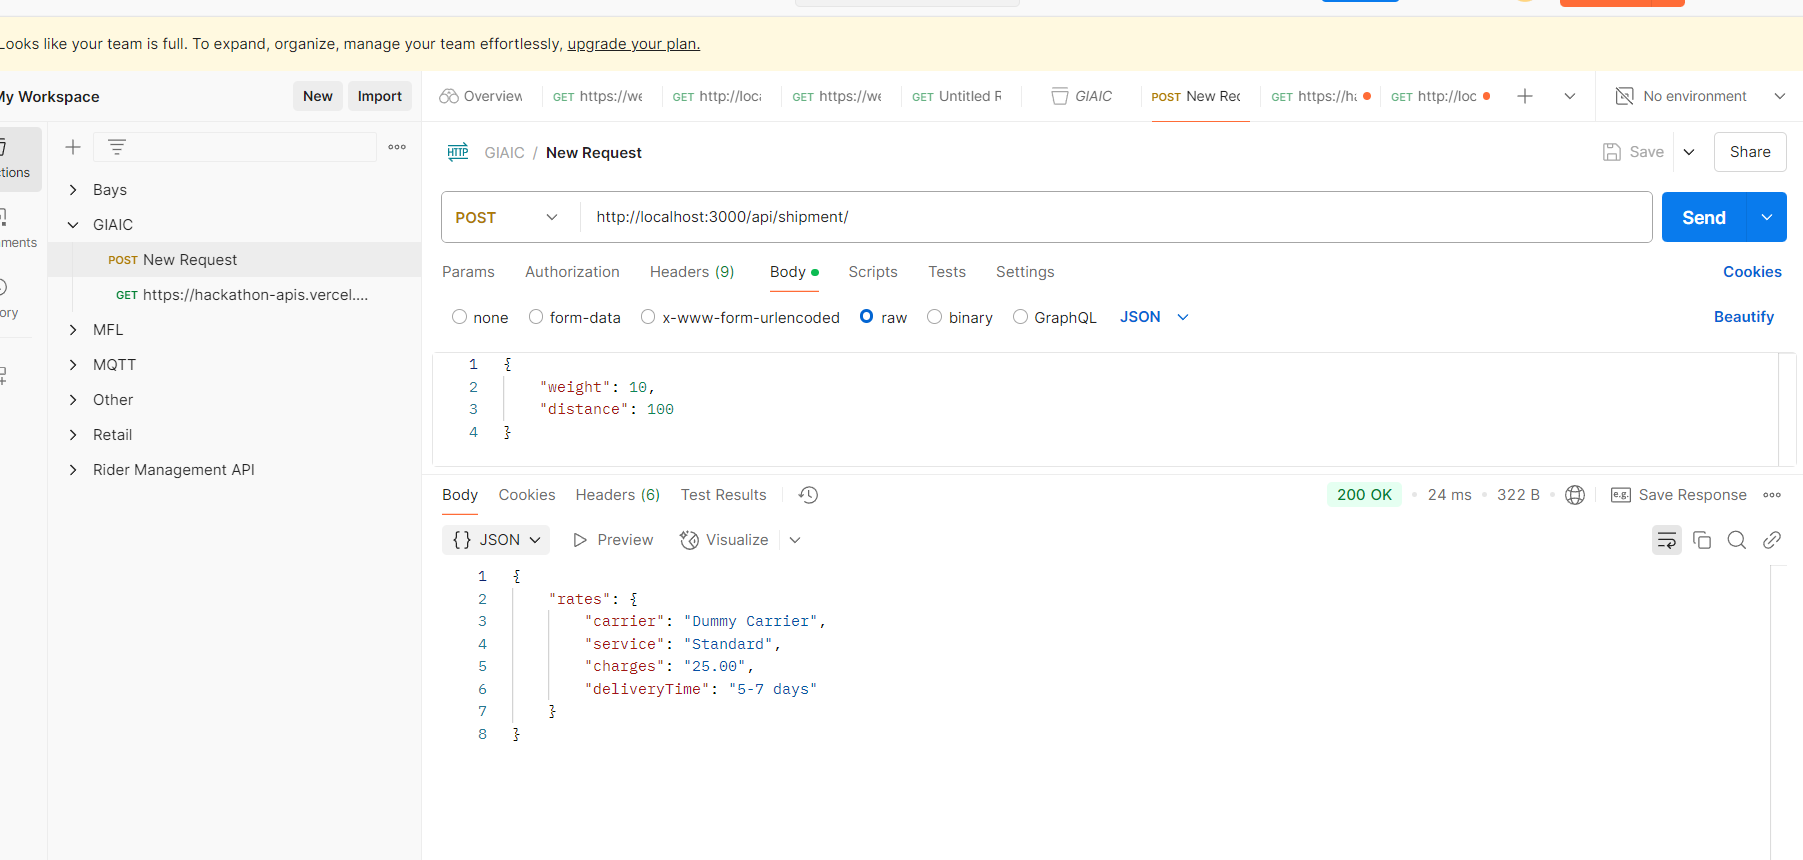 Looks like your team is full. To expand, organize, manage your team effortlessly, upgrade your plan.
My Workspace
New
Import
Overview
GET https://we
GET http://loca
GET https://we
GET Untitled R
GIAIC
POST New Rec
GET https://ha
GET http://loc
No environment
GIAIC / New Request
Save
Share
ctions
Bays
GIAIC
POST New Request
GET https://hackathon-apis.vercel....
MFL
MQTT
Other
Retail
Rider Management API
ments
ory
HTTP
POST
http://localhost:3000/api/shipment/
Send
Params
Authorization
Headers (9)
Body
Scripts
Tests
Settings
Cookies
none
form-data
x-www-form-urlencoded
raw
binary
GraphQL
JSON
Beautify
1 {
2 "weight": 10,
3 "distance": 100
4 }
Body
Cookies
Headers (6)
Test Results
200 OK
24 ms
322 B
e.g.
Save Response
{} JSON
Preview
Visualize
1 {
2 "rates": {
3 "carrier": "Dummy Carrier",
4 "service": "Standard",
5 "charges": "25.00",
6 "deliveryTime": "5-7 days"
7 }
8 }